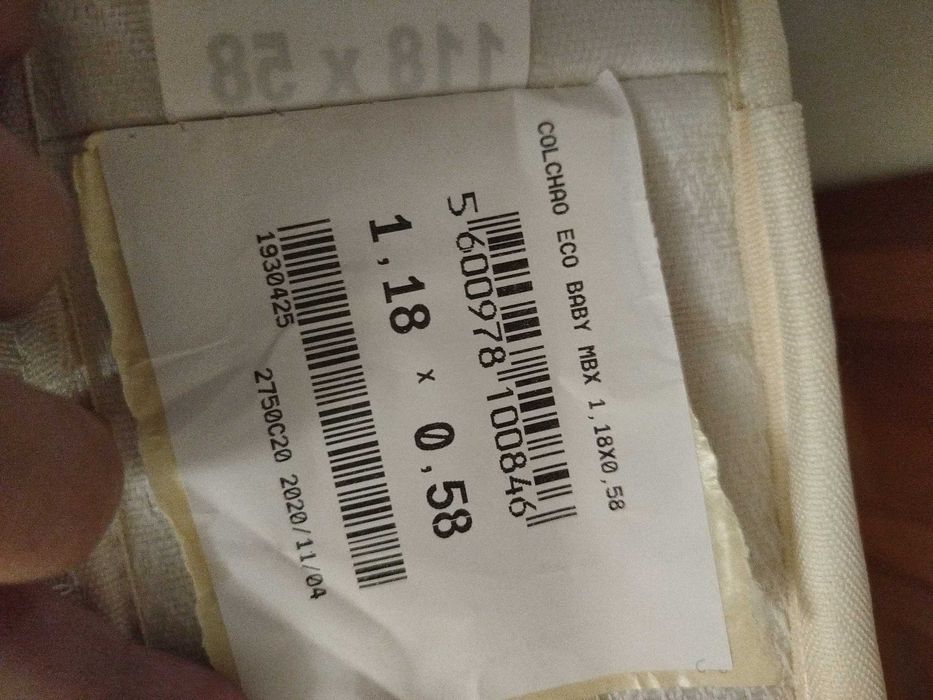 118 x 58
COLCHAO ECO BABY MBX 1,18X0,58
5 600978 100846
1,18 x 0,58
1930425 2750C20 2020/11/04